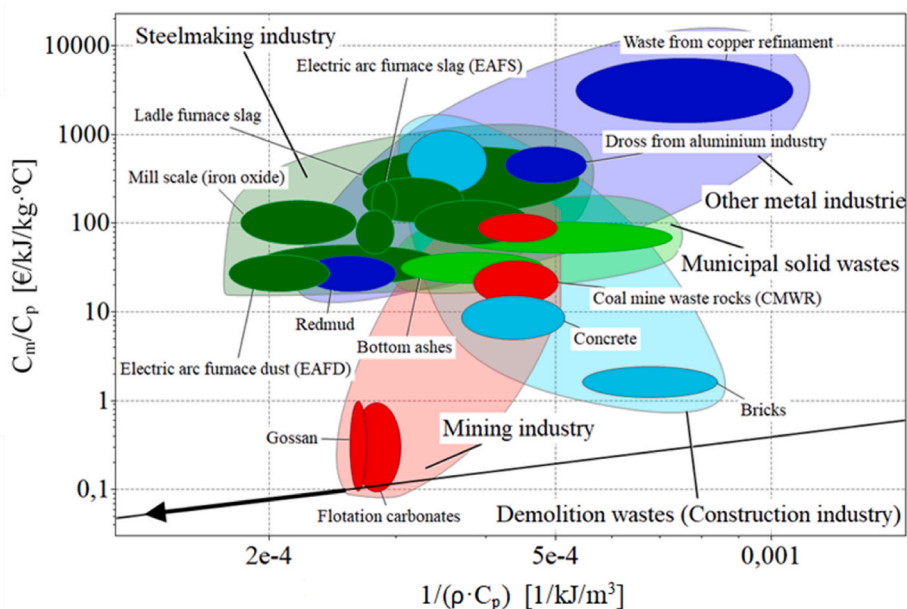 10000
1000
100
10
1
0,1
Cm/Cp [€/kJ/kg·ºC]
Steelmaking industry
Waste from copper refinament
Electric arc furnace slag (EAFS)
Ladle furnace slag
Dross from aluminium industry
Mill scale (iron oxide)
Other metal industrie
Municipal solid wastes
Coal mine waste rocks (CMWR)
Redmud
Bottom ashes
Concrete
Electric arc furnace dust (EAFD)
Bricks
Gossan
Mining industry
Flotation carbonates
Demolition wastes (Construction industry)
2e-4
5e-4
0,001
1/(ρ·Cp) [1/kJ/m³]